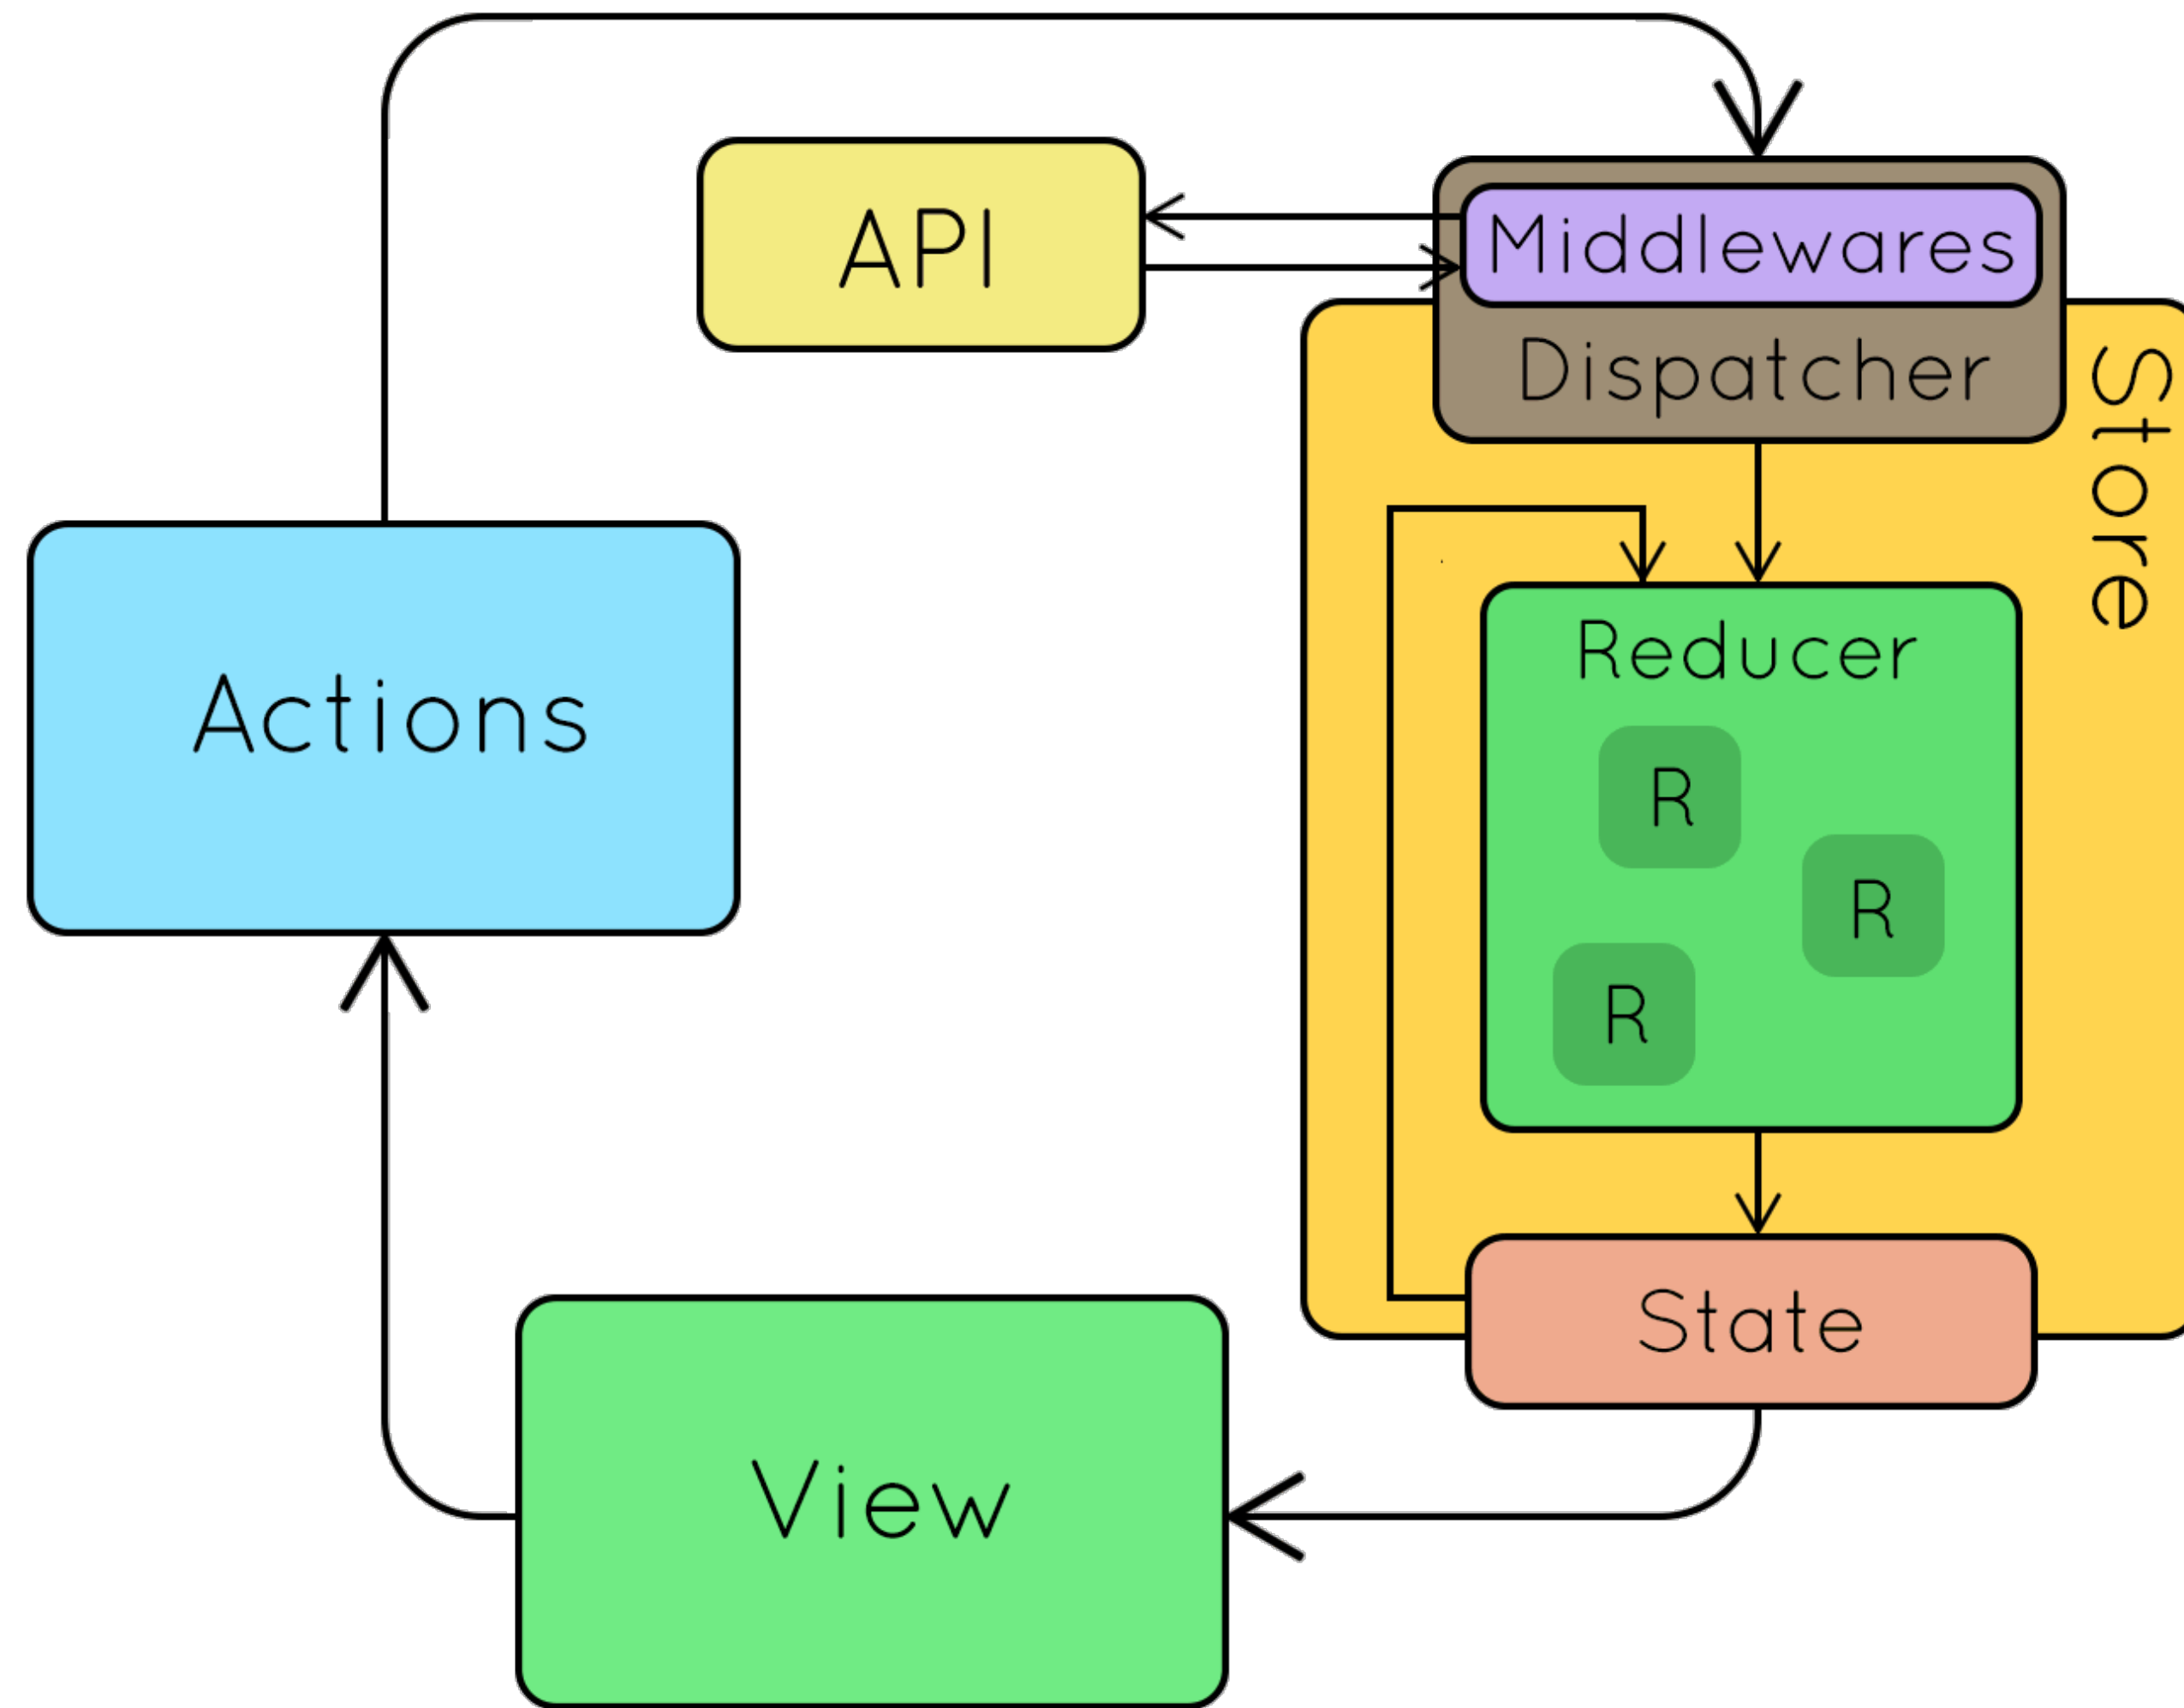 API
Middlewares
Dispatcher
Store
Actions
Reducer
R
R
R
State
View